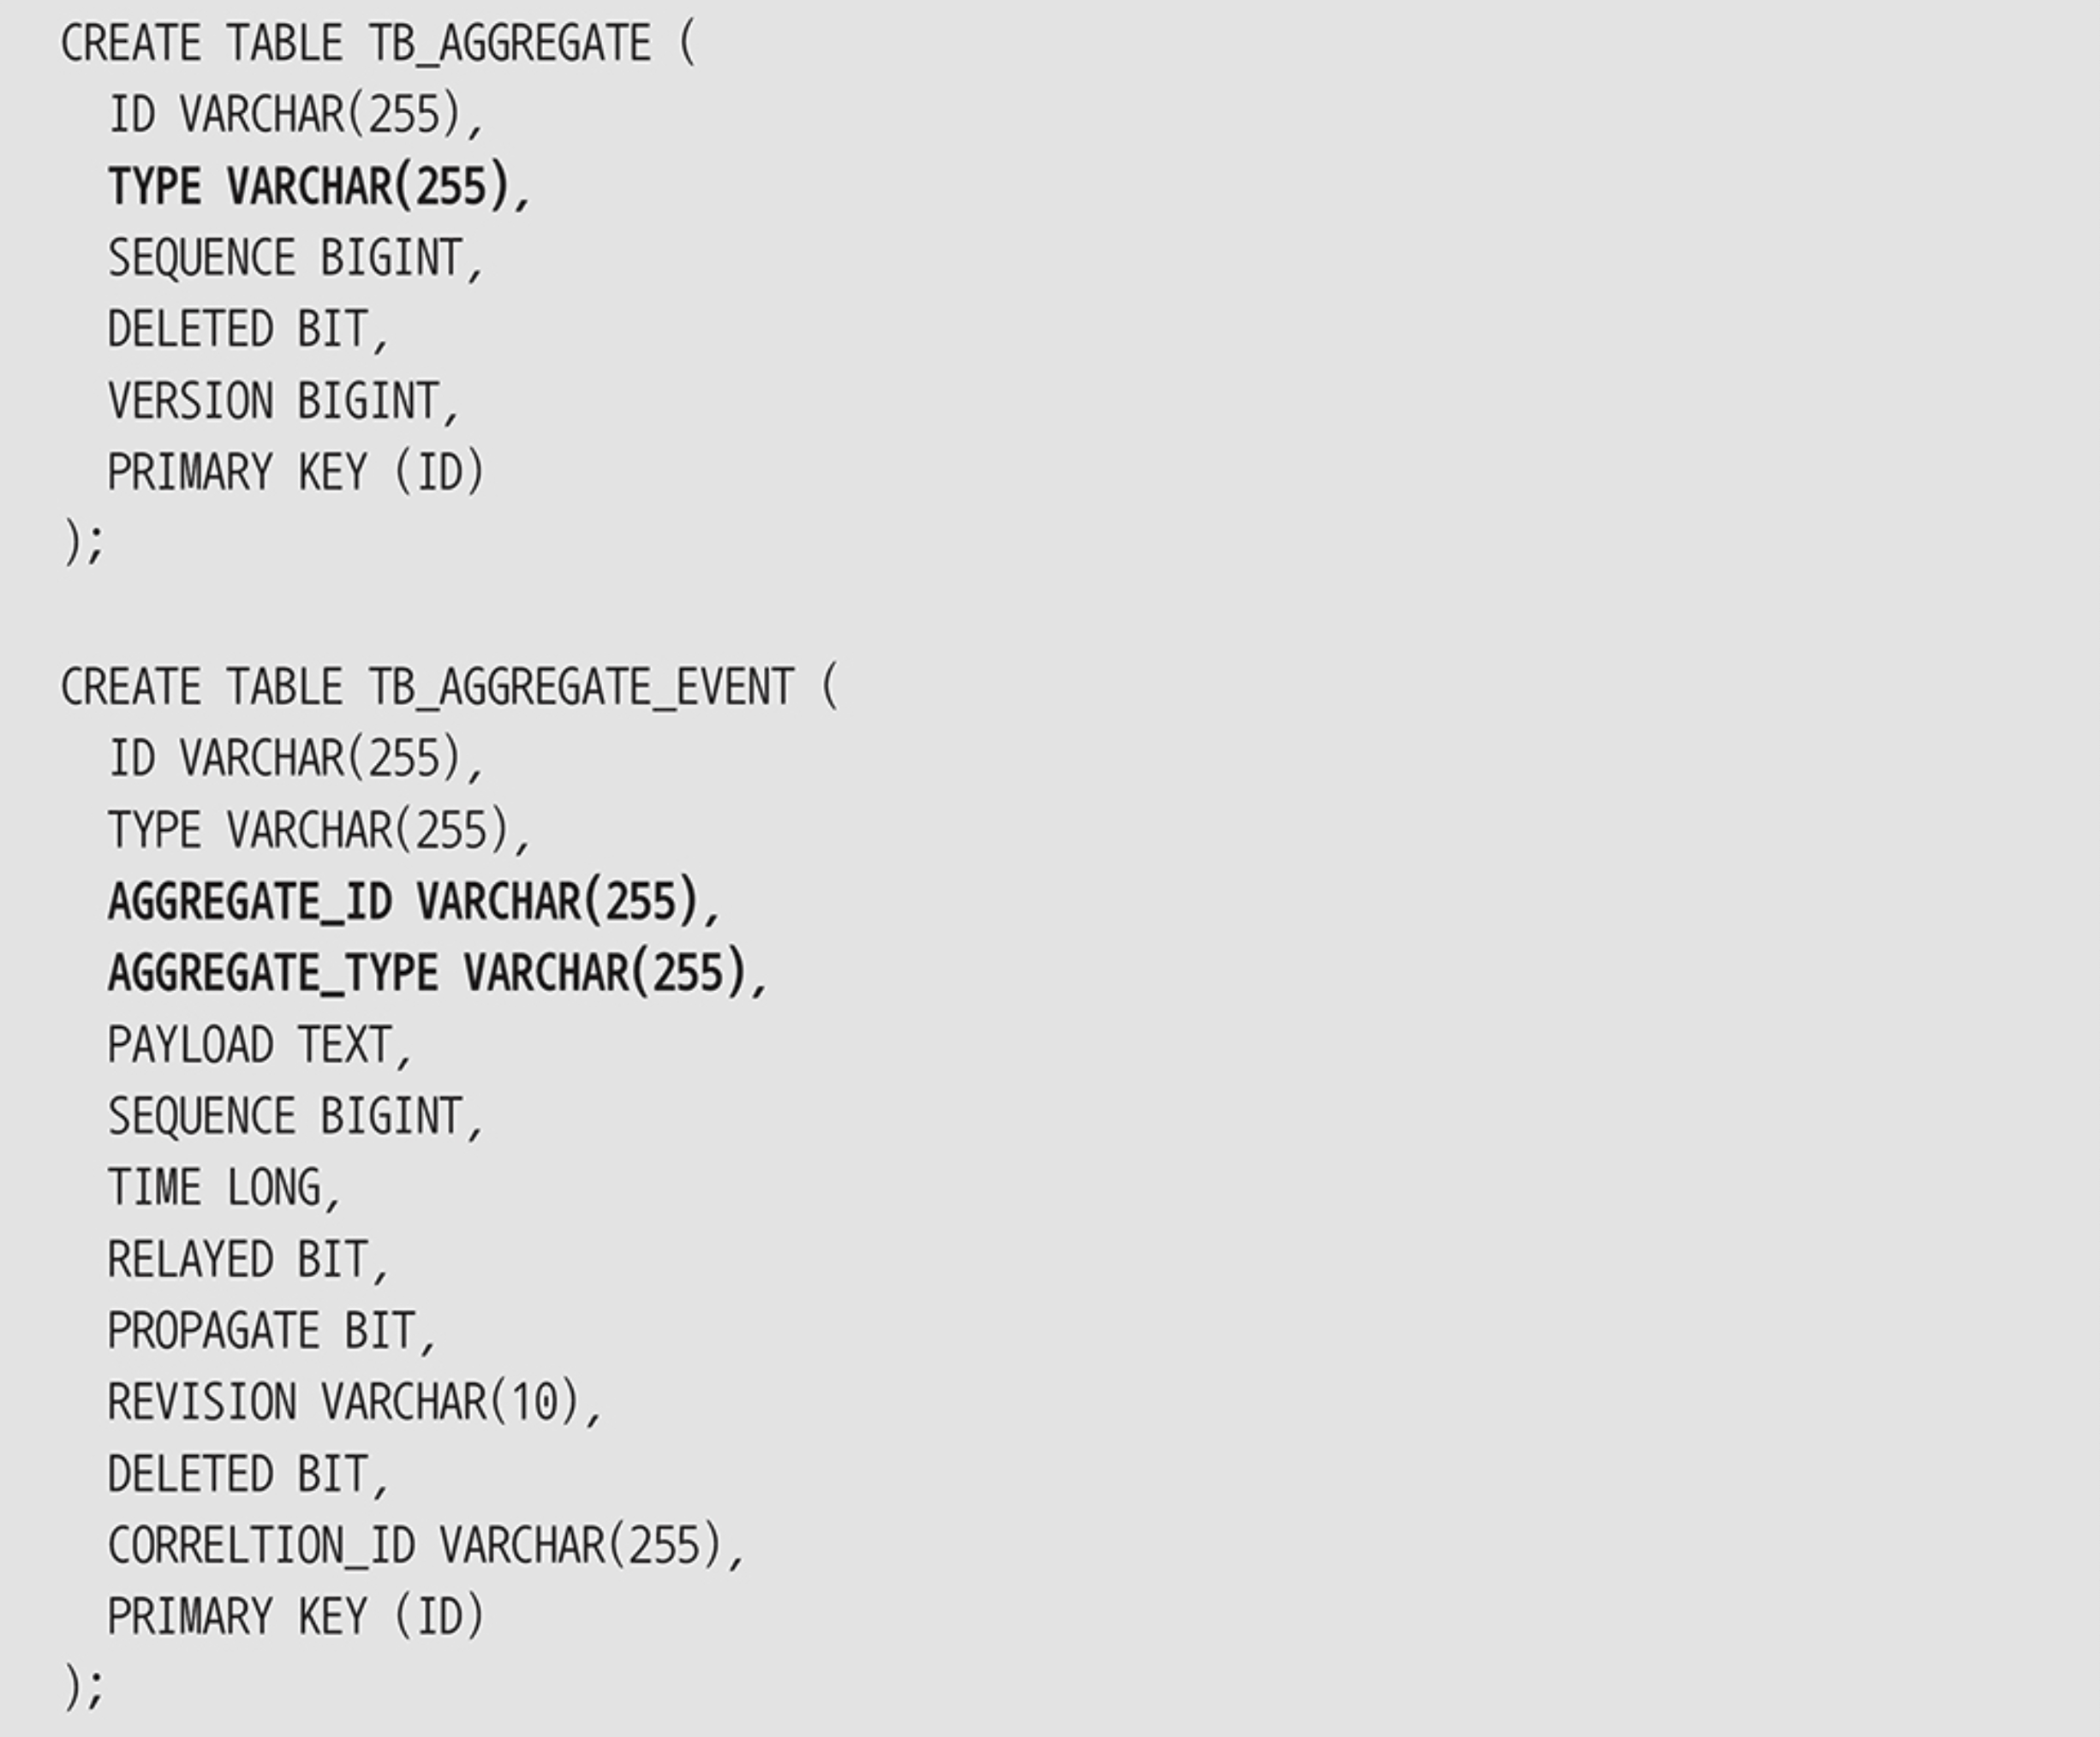 CREATE TABLE TB_AGGREGATE (
  ID VARCHAR(255),
  TYPE VARCHAR(255),
  SEQUENCE BIGINT,
  DELETED BIT,
  VERSION BIGINT,
  PRIMARY KEY (ID)
);

CREATE TABLE TB_AGGREGATE_EVENT (
  ID VARCHAR(255),
  TYPE VARCHAR(255),
  AGGREGATE_ID VARCHAR(255),
  AGGREGATE_TYPE VARCHAR(255),
  PAYLOAD TEXT,
  SEQUENCE BIGINT,
  TIME LONG,
  RELAYED BIT,
  PROPAGATE BIT,
  REVISION VARCHAR(10),
  DELETED BIT,
  CORRELTION_ID VARCHAR(255),
  PRIMARY KEY (ID)
);